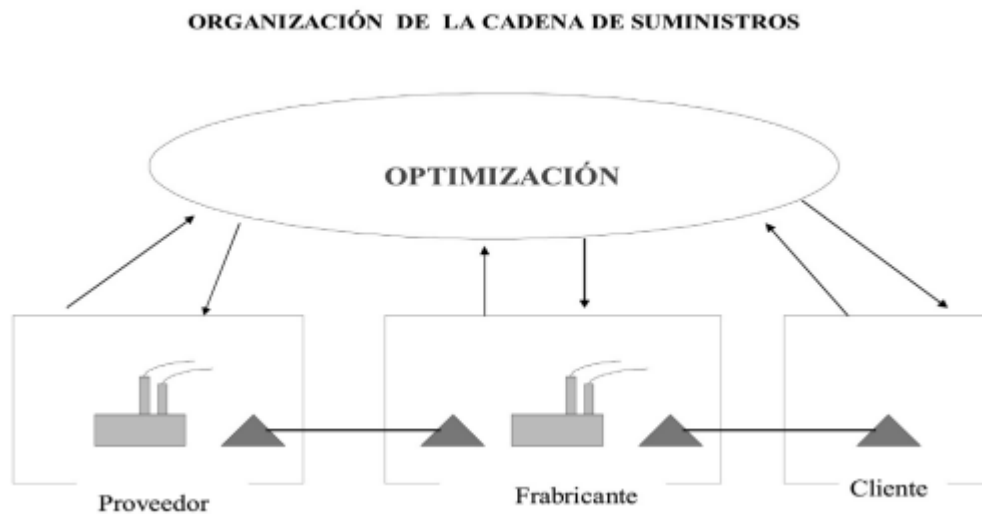 ORGANIZACIÓN DE LA CADENA DE SUMINISTROS
OPTIMIZACIÓN
Proveedor
Frabricante
Cliente